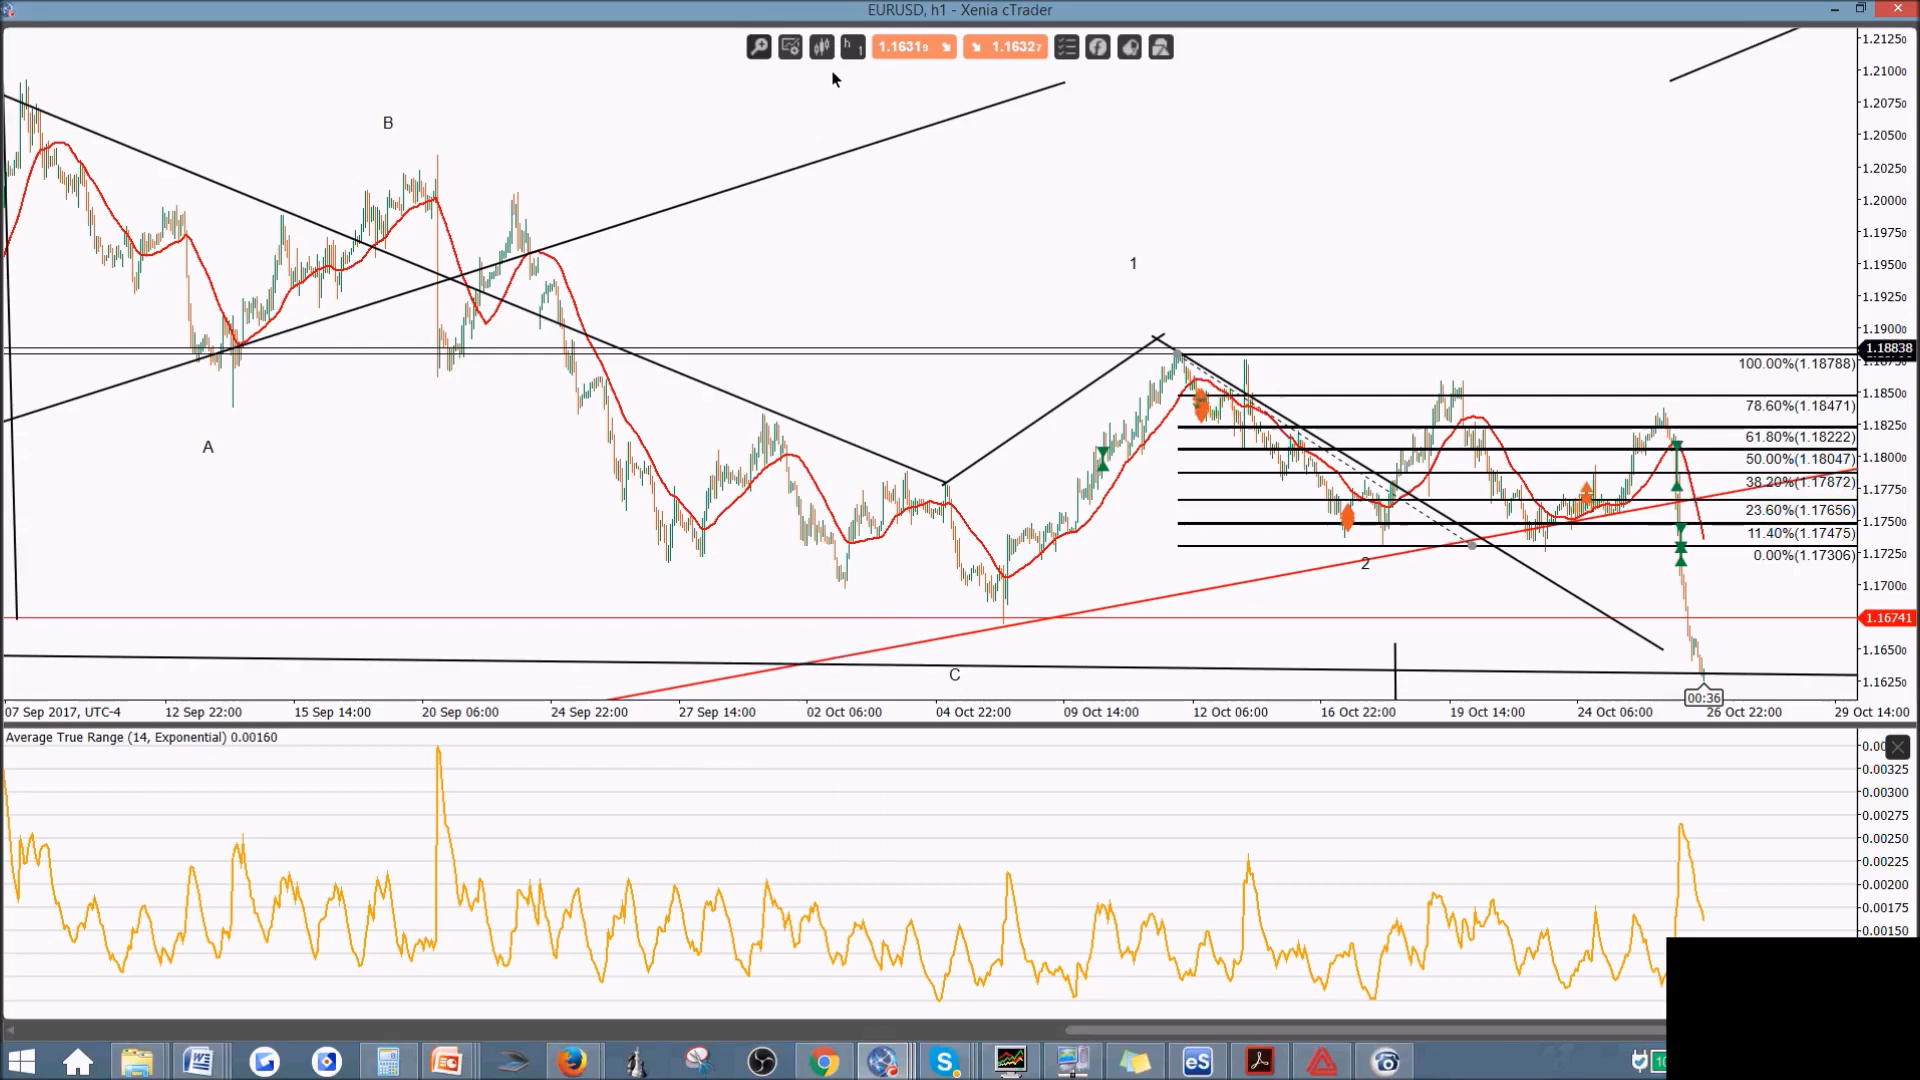 EURUSD, h1 - Xenia cTrader
h 1
1.16319
1.16327
1.21250
1.21000
1.20750
1.20500
1.20250
1.20000
1.19750
1.19500
1.19250
1.19000
1.18838
1.18500
1.18250
1.18000
1.17750
1.17500
1.17250
1.17000
1.16741
1.16500
1.16250
B
A
1
2
C
100.00%(1.18788)
78.60%(1.18471)
61.80%(1.18222)
50.00%(1.18047)
38.20%(1.17872)
23.60%(1.17656)
11.40%(1.17475)
0.00%(1.17306)
00:36
07 Sep 2017, UTC-4
12 Sep 22:00
15 Sep 14:00
20 Sep 06:00
24 Sep 22:00
27 Sep 14:00
02 Oct 06:00
04 Oct 22:00
09 Oct 14:00
12 Oct 06:00
16 Oct 22:00
19 Oct 14:00
24 Oct 06:00
26 Oct 22:00
29 Oct 14:00
Average True Range (14, Exponential) 0.00160
0.00325
0.00300
0.00275
0.00250
0.00225
0.00200
0.00175
0.00150
eS